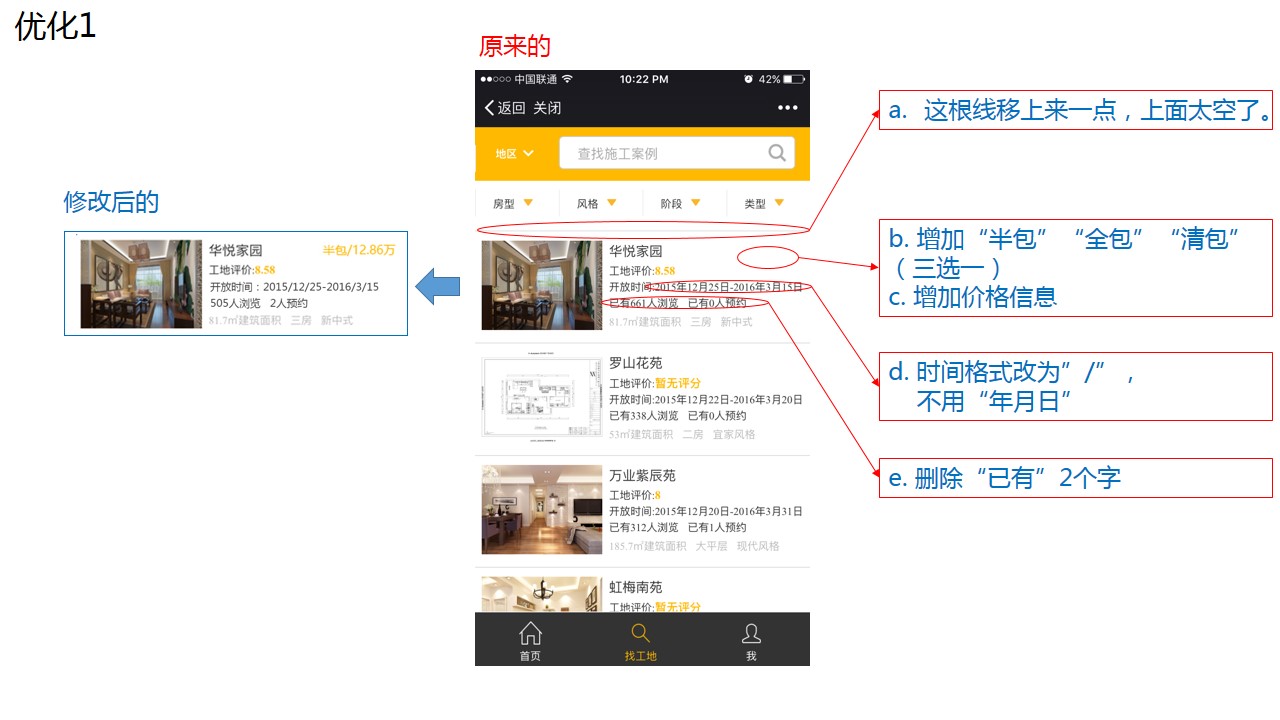 优化1
原来的
中国联通 10:22 PM 42%
返回 关闭
地区 查找施工案例
房型 风格 阶段 类型
华悦家园
工地评价:8.58
开放时间:2015年12月25日-2016年3月15日
已有661人浏览 已有0人预约
81.7㎡建筑面积 三房 新中式
罗山花苑
工地评价:暂无评分
开放时间:2015年12月22日-2016年3月20日
已有338人浏览 已有0人预约
53㎡建筑面积 二房 宜家风格
万业紫辰苑
工地评价:8
开放时间:2015年12月20日-2016年3月31日
已有312人浏览 已有1人预约
185.7㎡建筑面积 大平层 现代风格
虹梅南苑
工地评价:暂无评分
首页 找工地 我
修改后的
华悦家园 半包/12.86万
工地评价:8.58
开放时间：2015/12/25-2016/3/15
505人浏览 2人预约
81.7㎡建筑面积 三房 新中式
a. 这根线移上来一点，上面太空了。
b. 增加“半包”“全包”“清包”
（三选一）
c. 增加价格信息
d. 时间格式改为”/”，
不用“年月日”
e. 删除“已有”2个字